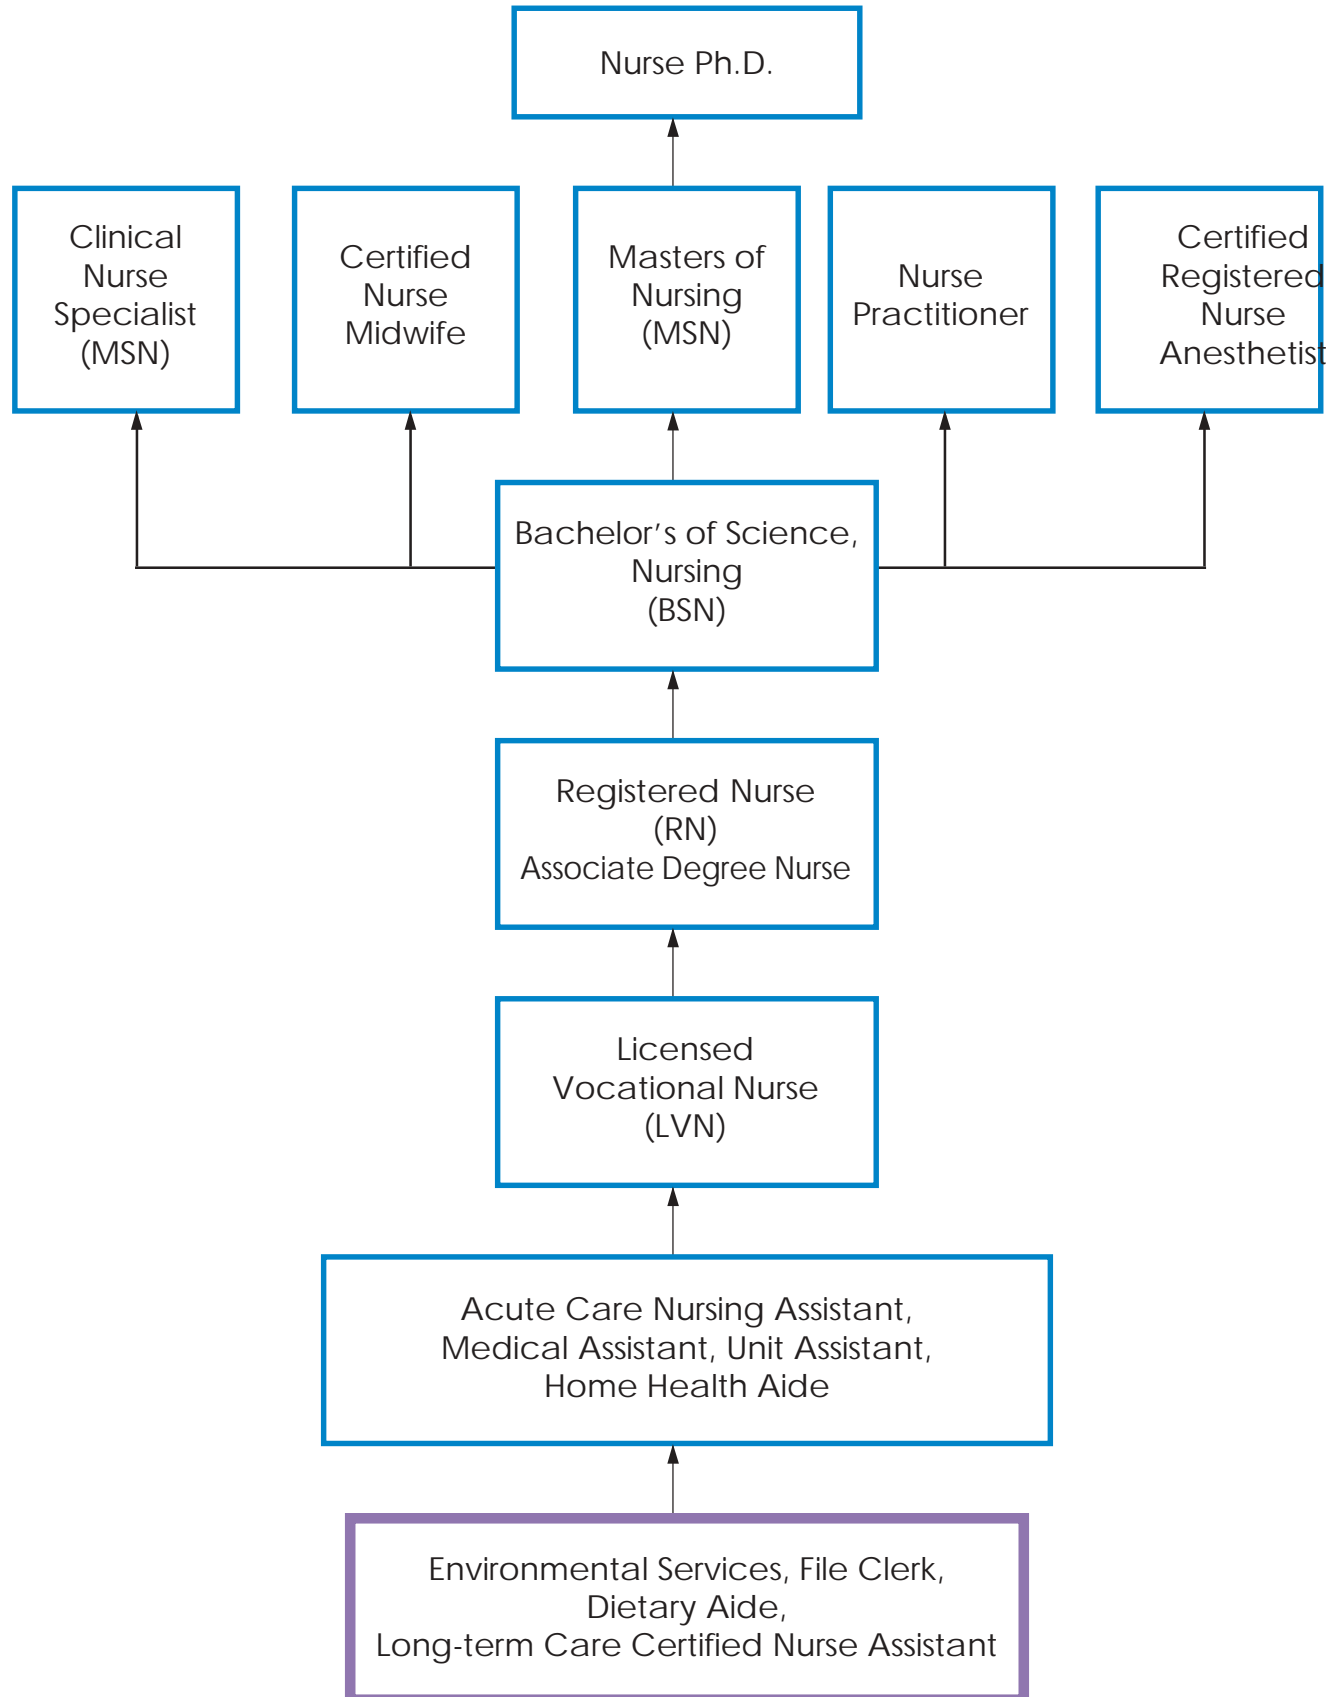 Nurse Ph.D.
Clinical
Nurse
Specialist
(MSN)
Certified
Nurse
Midwife
Masters of
Nursing
(MSN)
Nurse
Practitioner
Certified
Registered
Nurse
Anesthetist
Bachelor’s of Science,
Nursing
(BSN)
Registered Nurse
(RN)
Associate Degree Nurse
Licensed
Vocational Nurse
(LVN)
Acute Care Nursing Assistant,
Medical Assistant, Unit Assistant,
Home Health Aide
Environmental Services, File Clerk,
Dietary Aide,
Long-term Care Certified Nurse Assistant